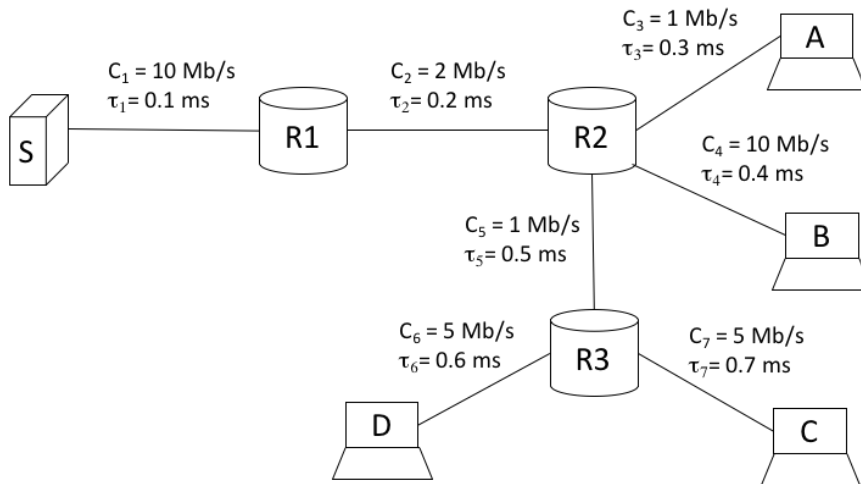 C₃ = 1 Mb/s
τ₃= 0.3 ms
A
C₁ = 10 Mb/s
τ₁= 0.1 ms
C₂ = 2 Mb/s
τ₂= 0.2 ms
S
R1
R2
C₄ = 10 Mb/s
τ₄= 0.4 ms
B
C₅ = 1 Mb/s
τ₅= 0.5 ms
C₆ = 5 Mb/s
τ₆= 0.6 ms
R3
C₇ = 5 Mb/s
τ₇= 0.7 ms
D
C